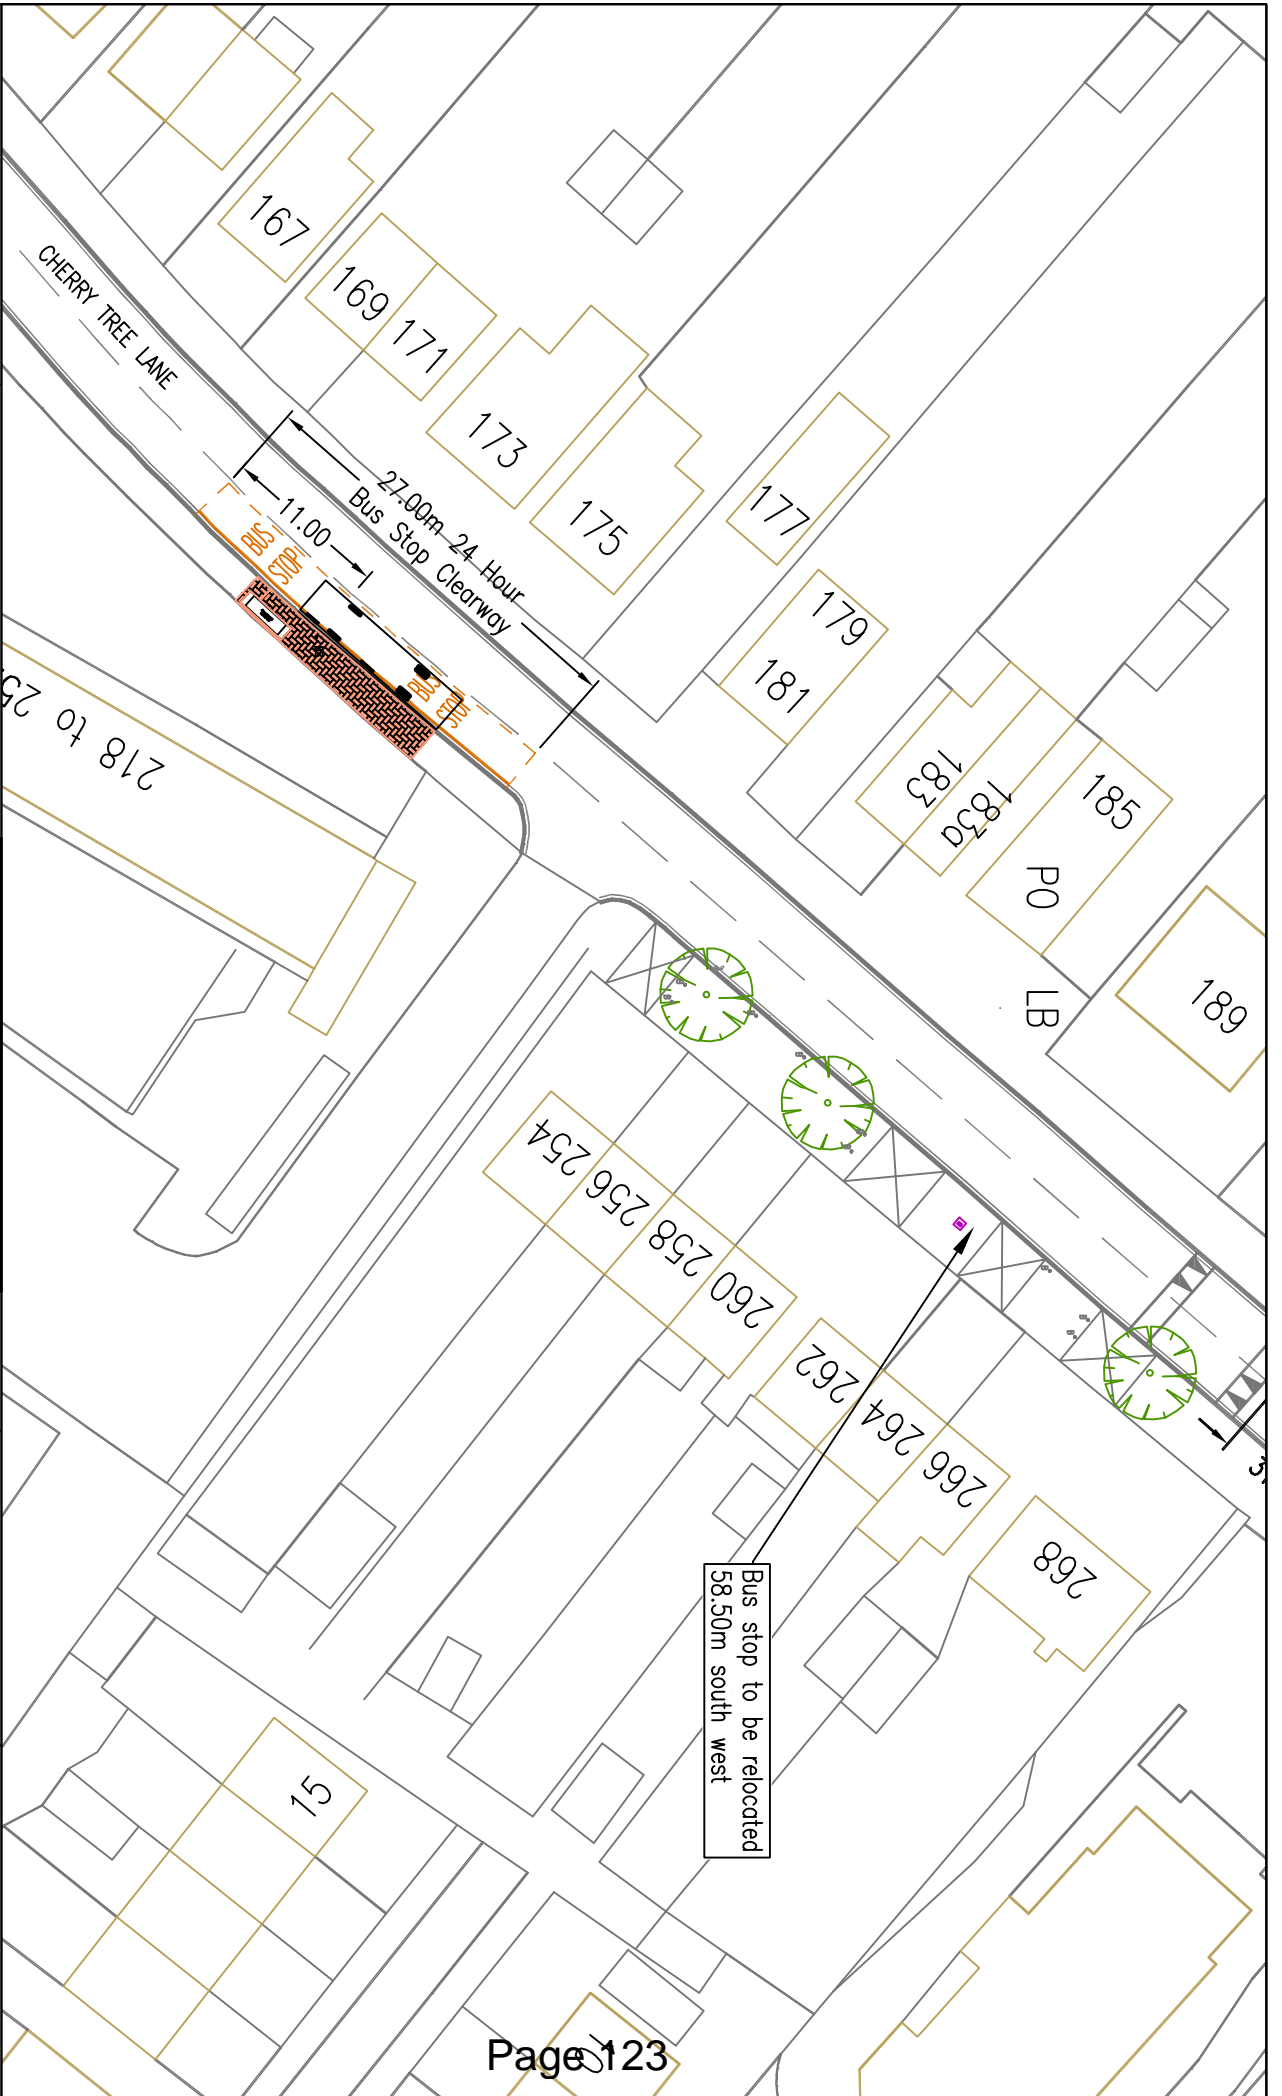 167
169
171
173
175
177
179
181
183
183a
185
PO
LB
189
CHERRY TREE LANE
27.00m 24 Hour
Bus Stop Clearway
11.00
BUS
STOP
BUS
STOP
218 to
254
256
258
260
262
264
266
268
Bus stop to be relocated
58.50m south west
15
Page 123